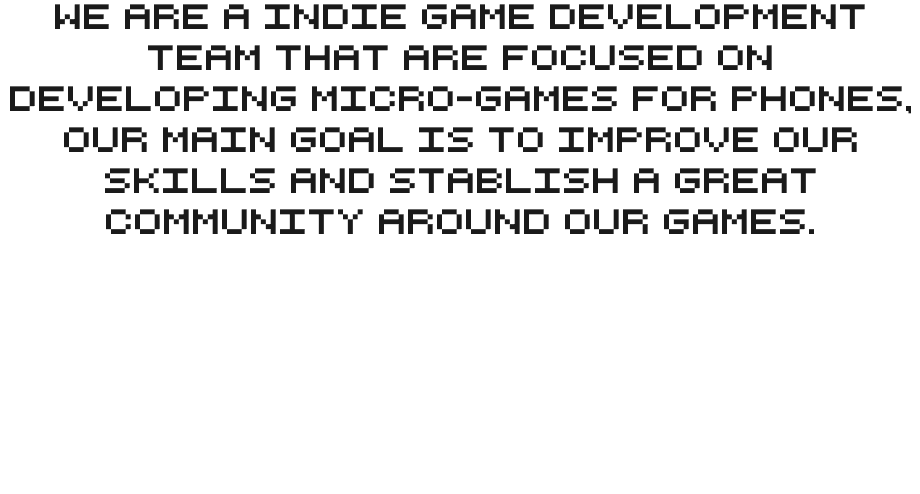 WE ARE A INDIE GAME DEVELOPMENT
TEAM THAT ARE FOCUSED ON
DEVELOPING MICRO-GAMES FOR PHONES,
OUR MAIN GOAL IS TO IMPROVE OUR
SKILLS AND STABLISH A GREAT
COMMUNITY AROUND OUR GAMES.